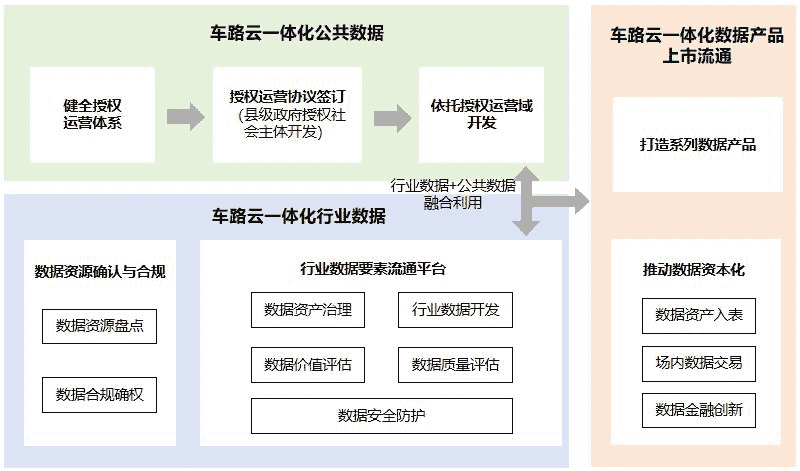 车路云一体化公共数据
健全授权
运营体系
授权运营协议签订
(县级政府授权社
会主体开发)
依托授权运营域
开发
行业数据+公共数据
融合利用
车路云一体化行业数据
数据资源确认与合规
数据资源盘点
数据合规确权
行业数据要素流通平台
数据资产治理
行业数据开发
数据价值评估
数据质量评估
数据安全防护
车路云一体化数据产品
上市流通
打造系列数据产品
推动数据资本化
数据资产入表
场内数据交易
数据金融创新